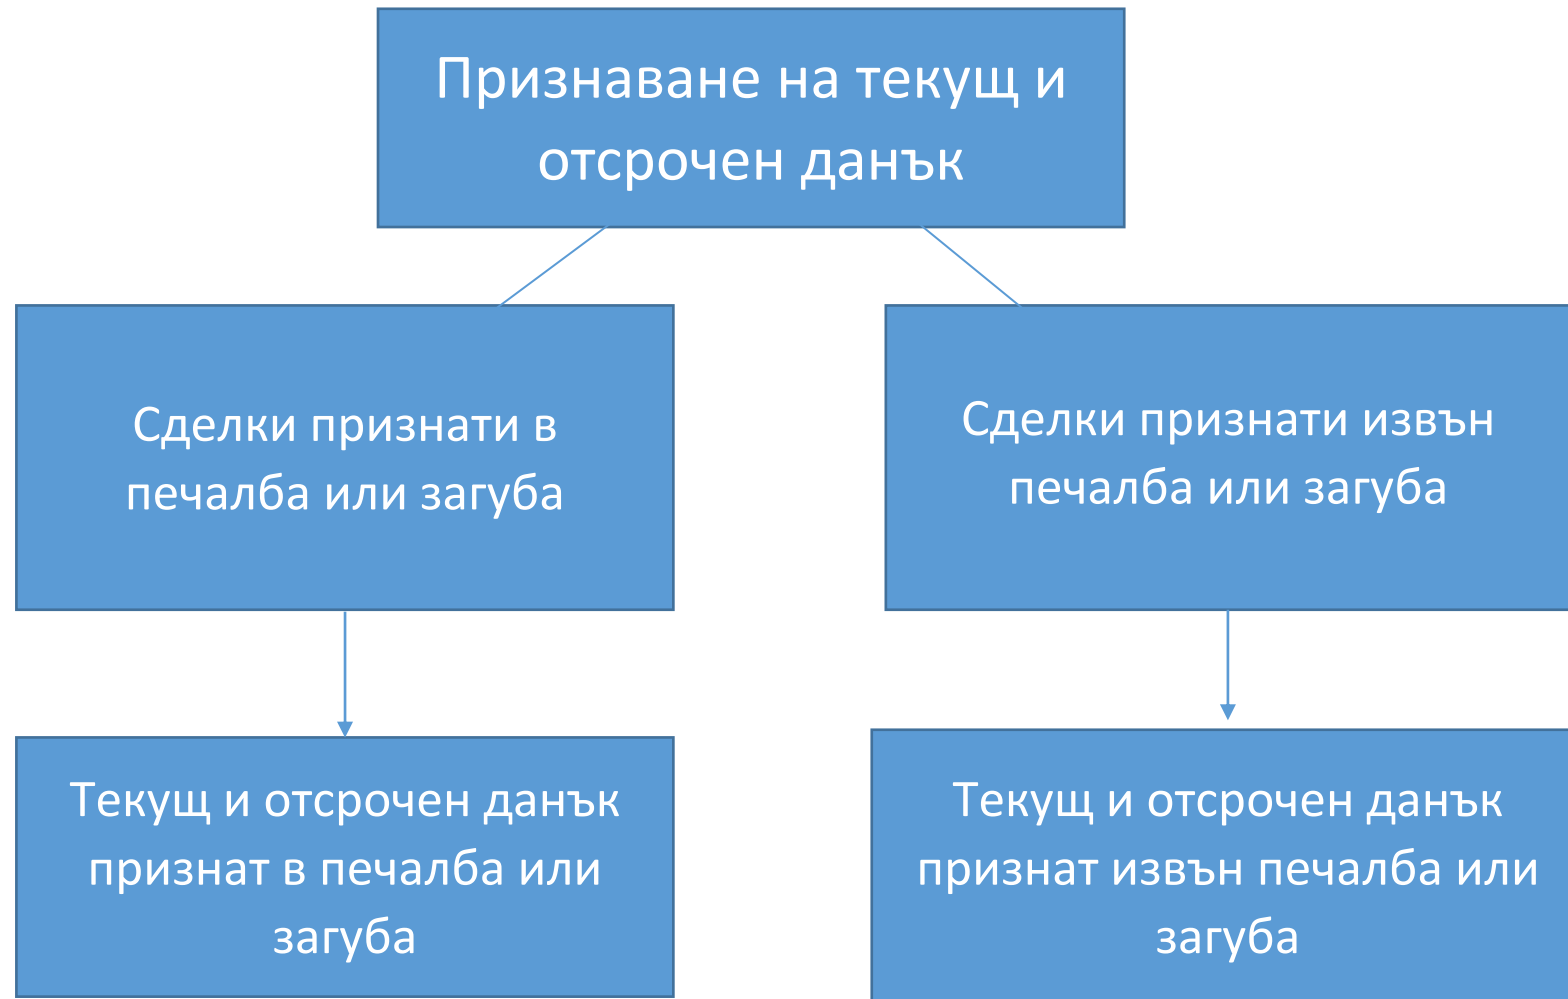 Признаване на текущ и
отсрочен данък
Сделки признати в
печалба или загуба
Сделки признати извън
печалба или загуба
Текущ и отсрочен данък
признат в печалба или
загуба
Текущ и отсрочен данък
признат извън печалба или
загуба